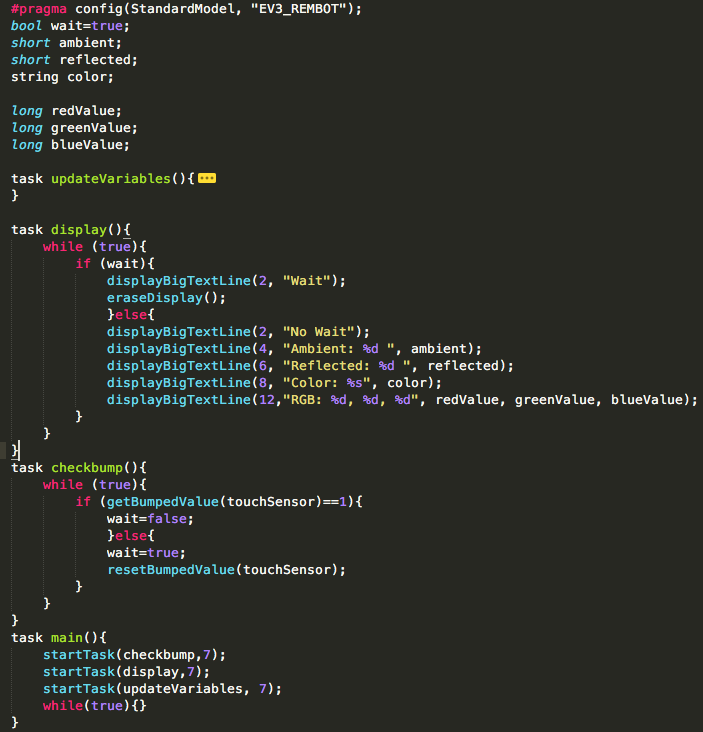 #pragma config(StandardModel, "EV3_REMBOT");
bool wait=true;
short ambient;
short reflected;
string color;

long redValue;
long greenValue;
long blueValue;

task updateVariables(){•••
}

task display(){
    while (true){
        if (wait){
            displayBigTextLine(2, "Wait");
            eraseDisplay();
            }else{
            displayBigTextLine(2, "No Wait");
            displayBigTextLine(4, "Ambient: %d ", ambient);
            displayBigTextLine(6, "Reflected: %d ", reflected);
            displayBigTextLine(8, "Color: %s", color);
            displayBigTextLine(12,"RGB: %d, %d, %d", redValue, greenValue, blueValue);
        }
    }
}
task checkbump(){
    while (true){
        if (getBumpedValue(touchSensor)==1){
            wait=false;
            }else{
            wait=true;
            resetBumpedValue(touchSensor);
        }
    }
}
task main(){
    startTask(checkbump,7);
    startTask(display,7);
    startTask(updateVariables, 7);
    while(true){}
}